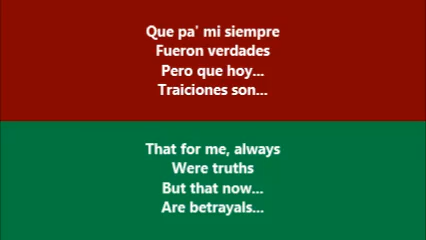 Que pa' mi siempre
Fueron verdades
Pero que hoy...
Traiciones son...
That for me, always
Were truths
But that now...
Are betrayals...